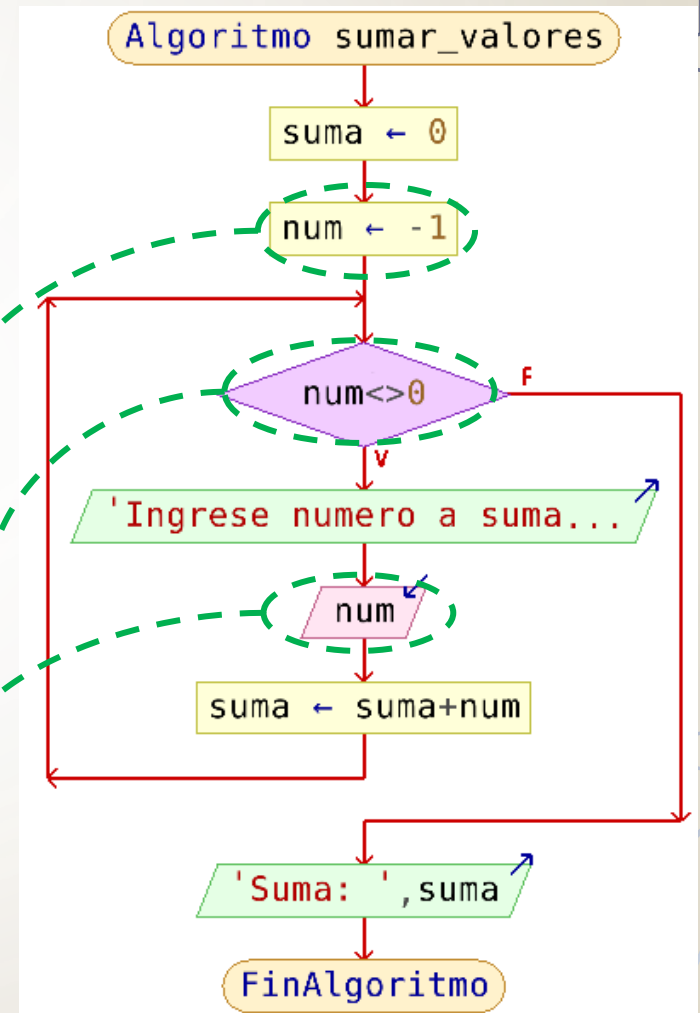 Algoritmo sumar_valores
suma ← 0
num ← -1
num<>0
F
V
'Ingrese numero a suma...
num
suma ← suma+num
'Suma: ',suma
FinAlgoritmo